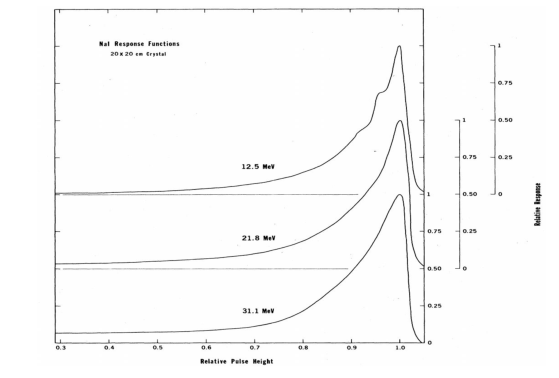 NaI Response Functions
20 x 20 cm Crystal
12.5 MeV
21.8 MeV
31.1 MeV
1
0.75
0.50
0.25
0
1
0.75
0.50
0.25
0
1
0.75
0.50
0.25
0
Relative Response
0.3 0.4 0.5 0.6 0.7 0.8 0.9 1.0
Relative Pulse Height